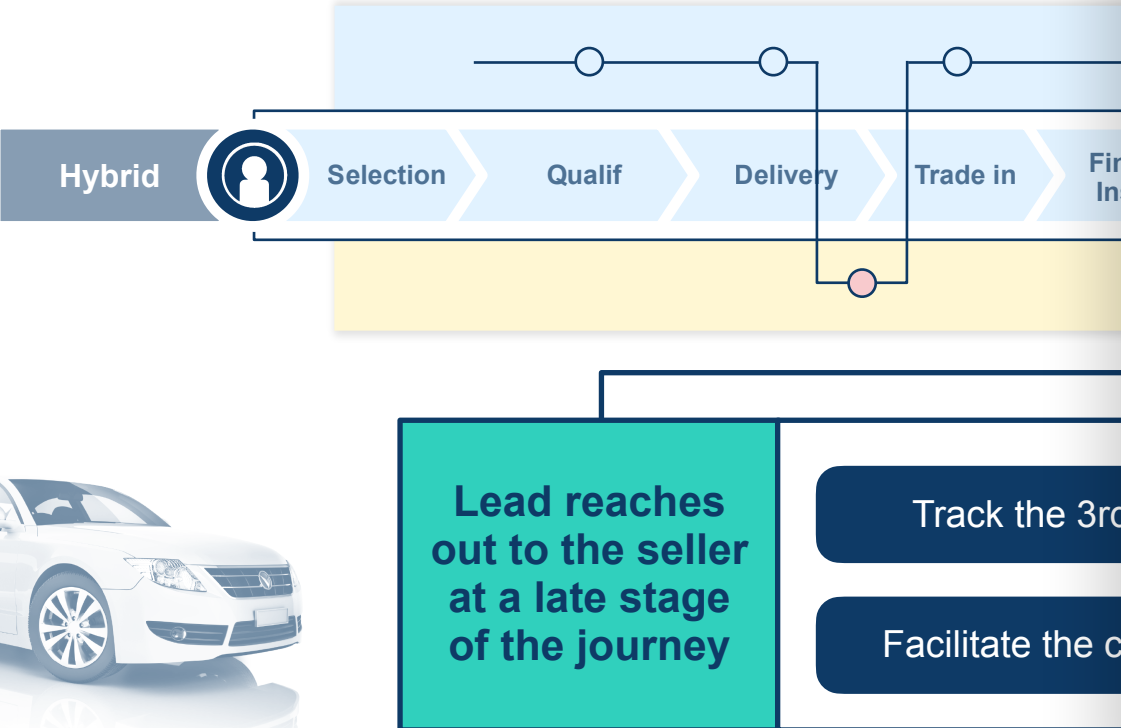 Hybrid
Selection
Qualif
Delivery
Trade in
Lead reaches
out to the seller
at a late stage
of the journey
Track the
Facilitate the